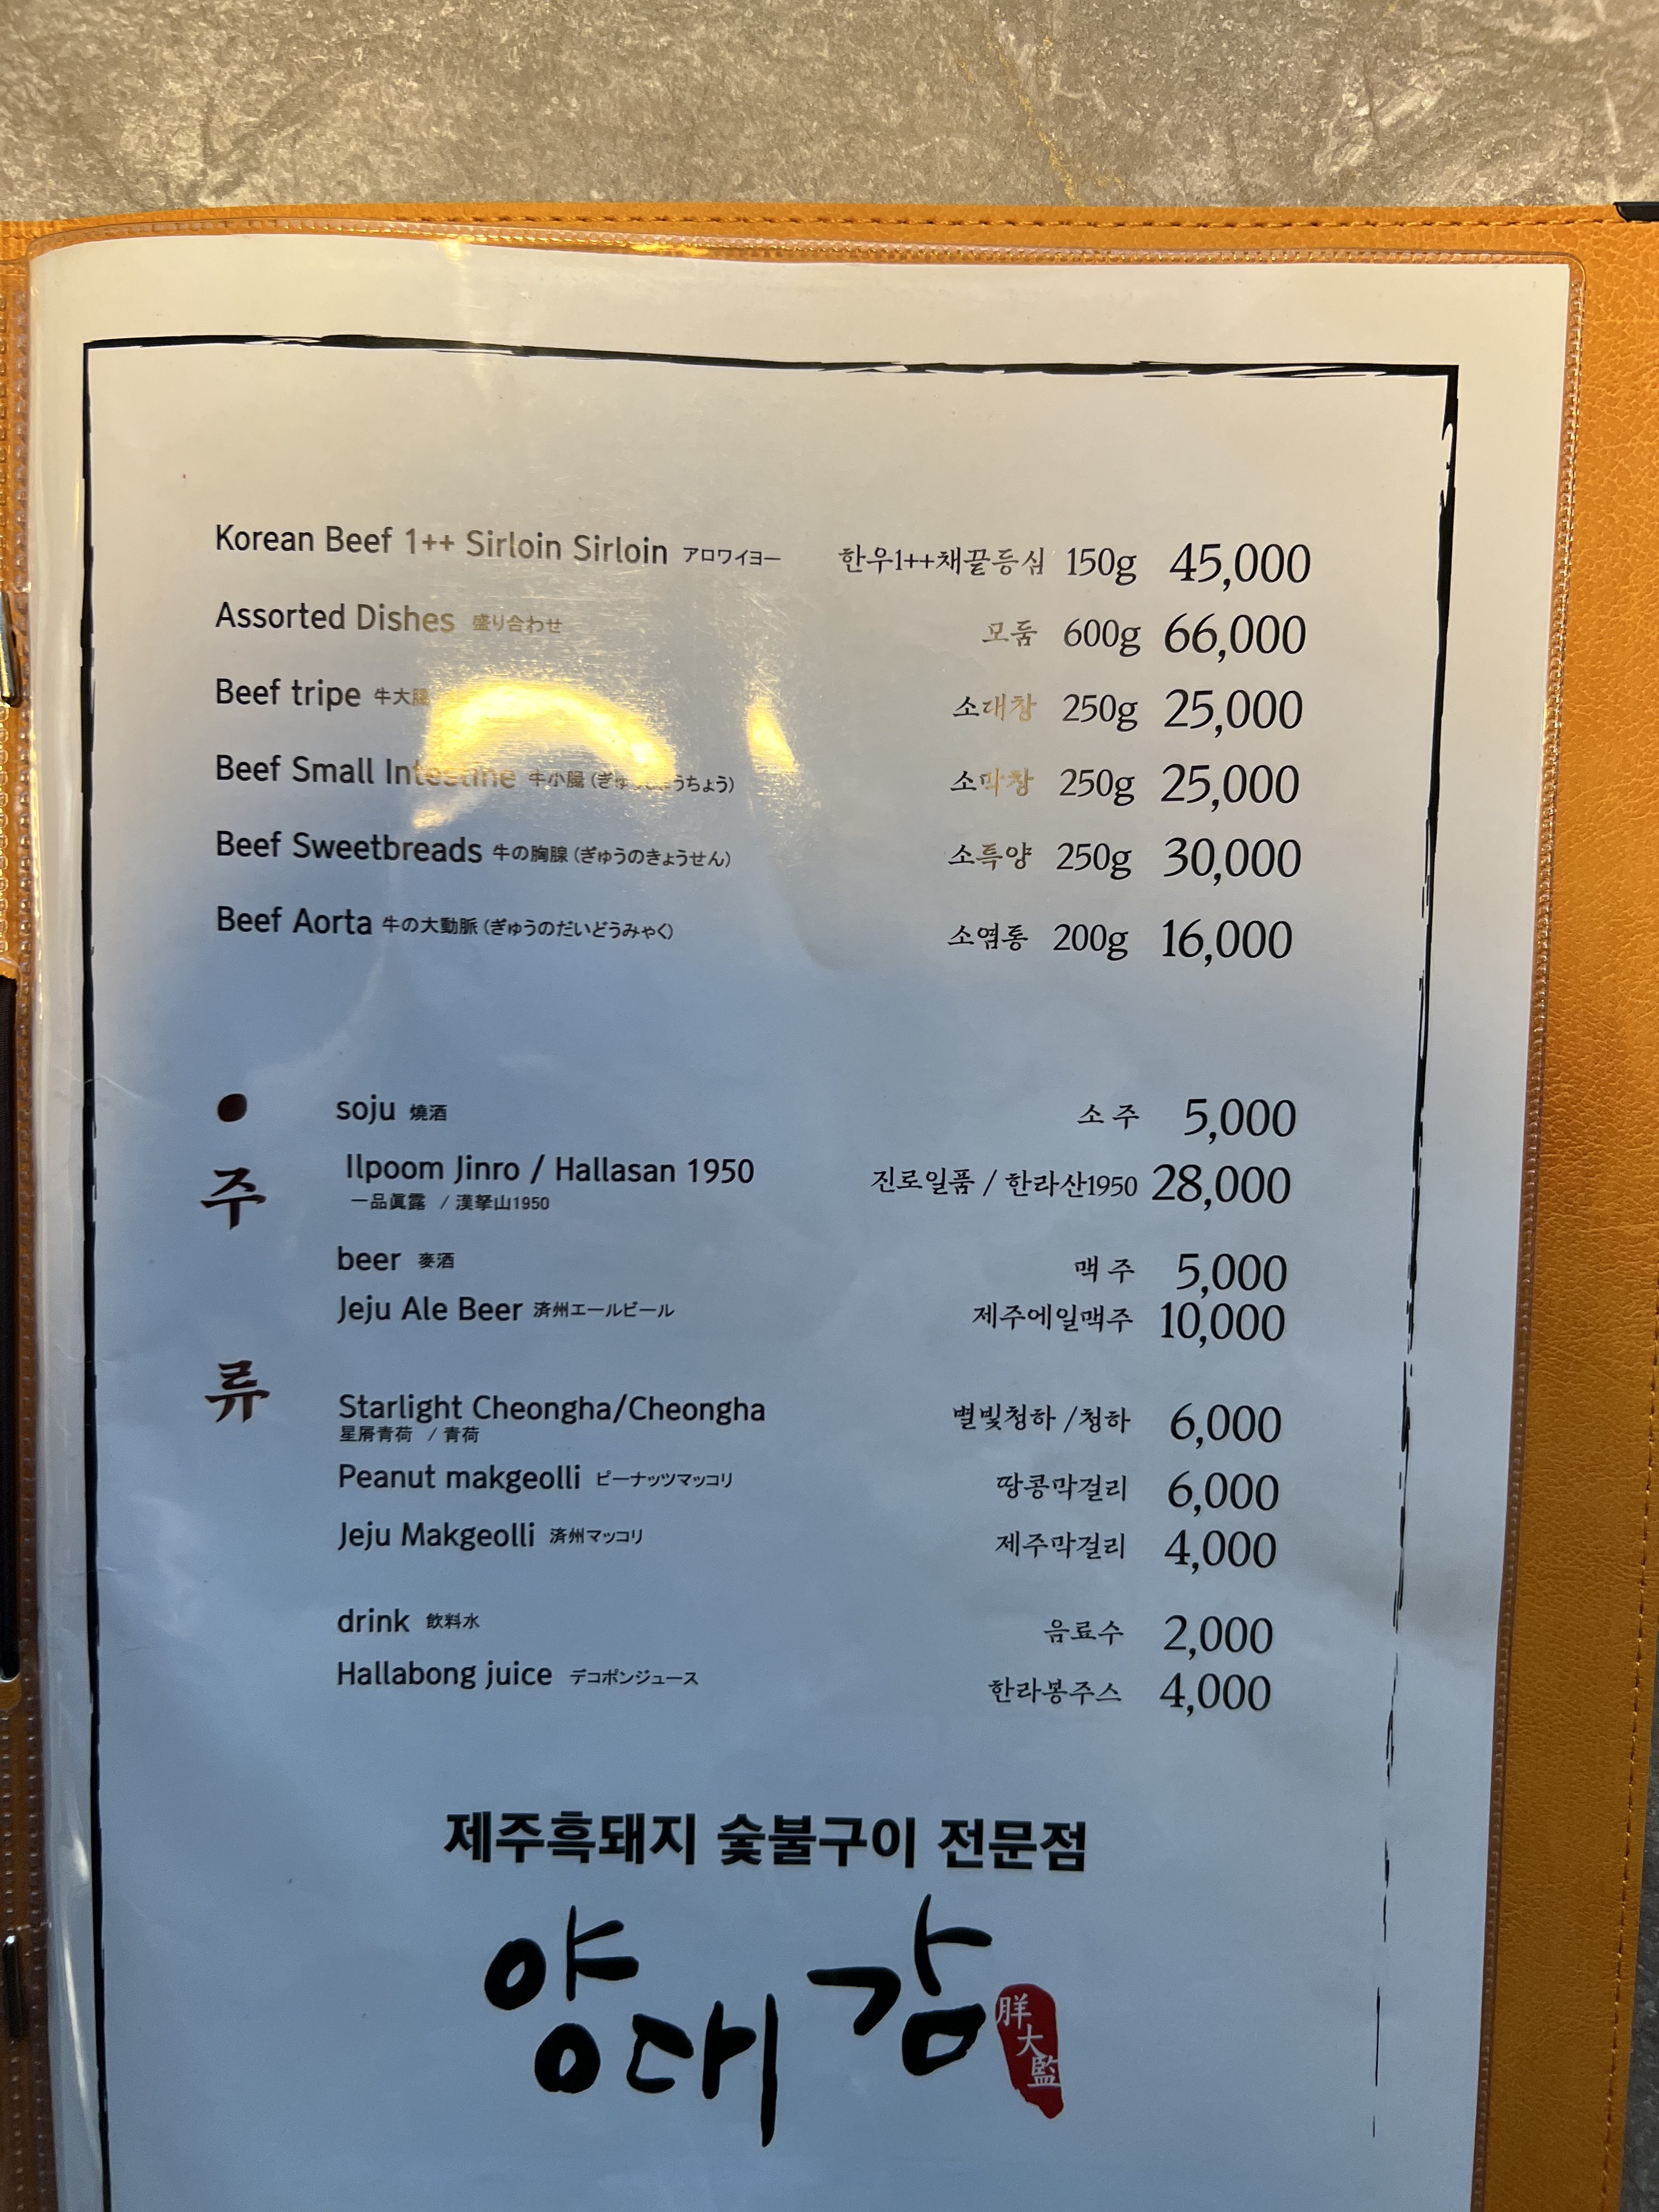 Korean Beef 1++ Sirloin Sirloin アロワイヨー 한우1++채끝등심 150g 45,000
Assorted Dishes 盛り合わせ 모둠 600g 66,000
Beef tripe 牛大腸 소대창 250g 25,000
Beef Small Intestine 牛小腸 소막창 250g 25,000
Beef Sweetbreads 牛の胸腺 (ぎゅうのきょうせん) 소특양 250g 30,000
Beef Aorta 牛の大動脈 (ぎゅうのだいどうみゃく) 소염통 200g 16,000
주류
soju 燒酒 소 주 5,000
Ilpoom Jinro / Hallasan 1950 진로일품 / 한라산1950 28,000
一品眞露 / 漢拏山1950
beer 麥酒 맥 주 5,000
Jeju Ale Beer 済州エールビール 제주에일맥주 10,000
Starlight Cheongha/Cheongha 별빛청하 /청하 6,000
星屑青荷 / 青荷
Peanut makgeolli ピーナッツマッコリ 땅콩막걸리 6,000
Jeju Makgeolli 済州マッコリ 제주막걸리 4,000
drink 飮料水 음료수 2,000
Hallabong juice デコポンジュース 한라봉주스 4,000
제주흑돼지 숯불구이 전문점
양대감
胖大監